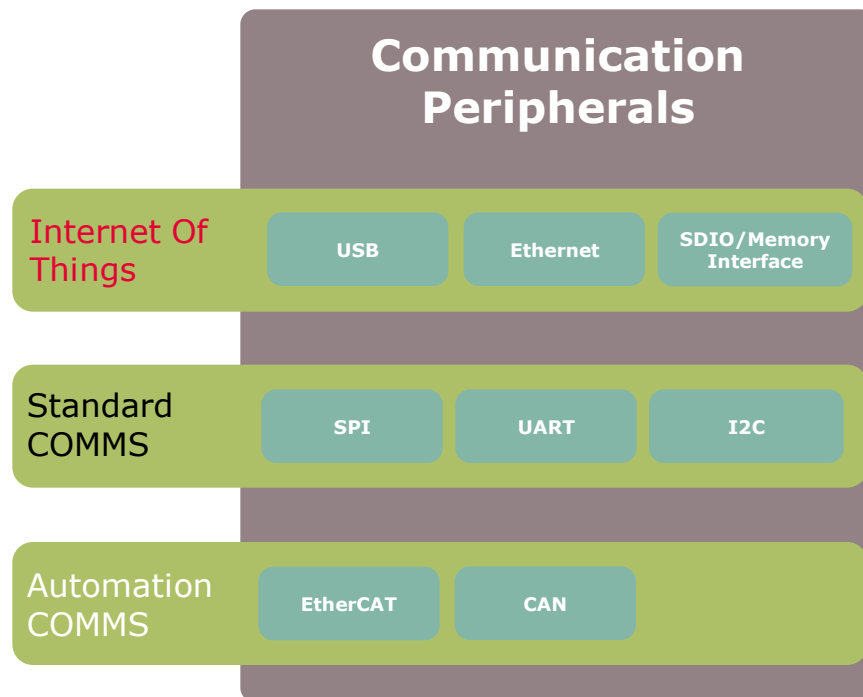 Communication
Peripherals
Internet Of
Things
USB
Ethernet
SDIO/Memory
Interface
Standard
COMMS
SPI
UART
I2C
Automation
COMMS
EtherCAT
CAN